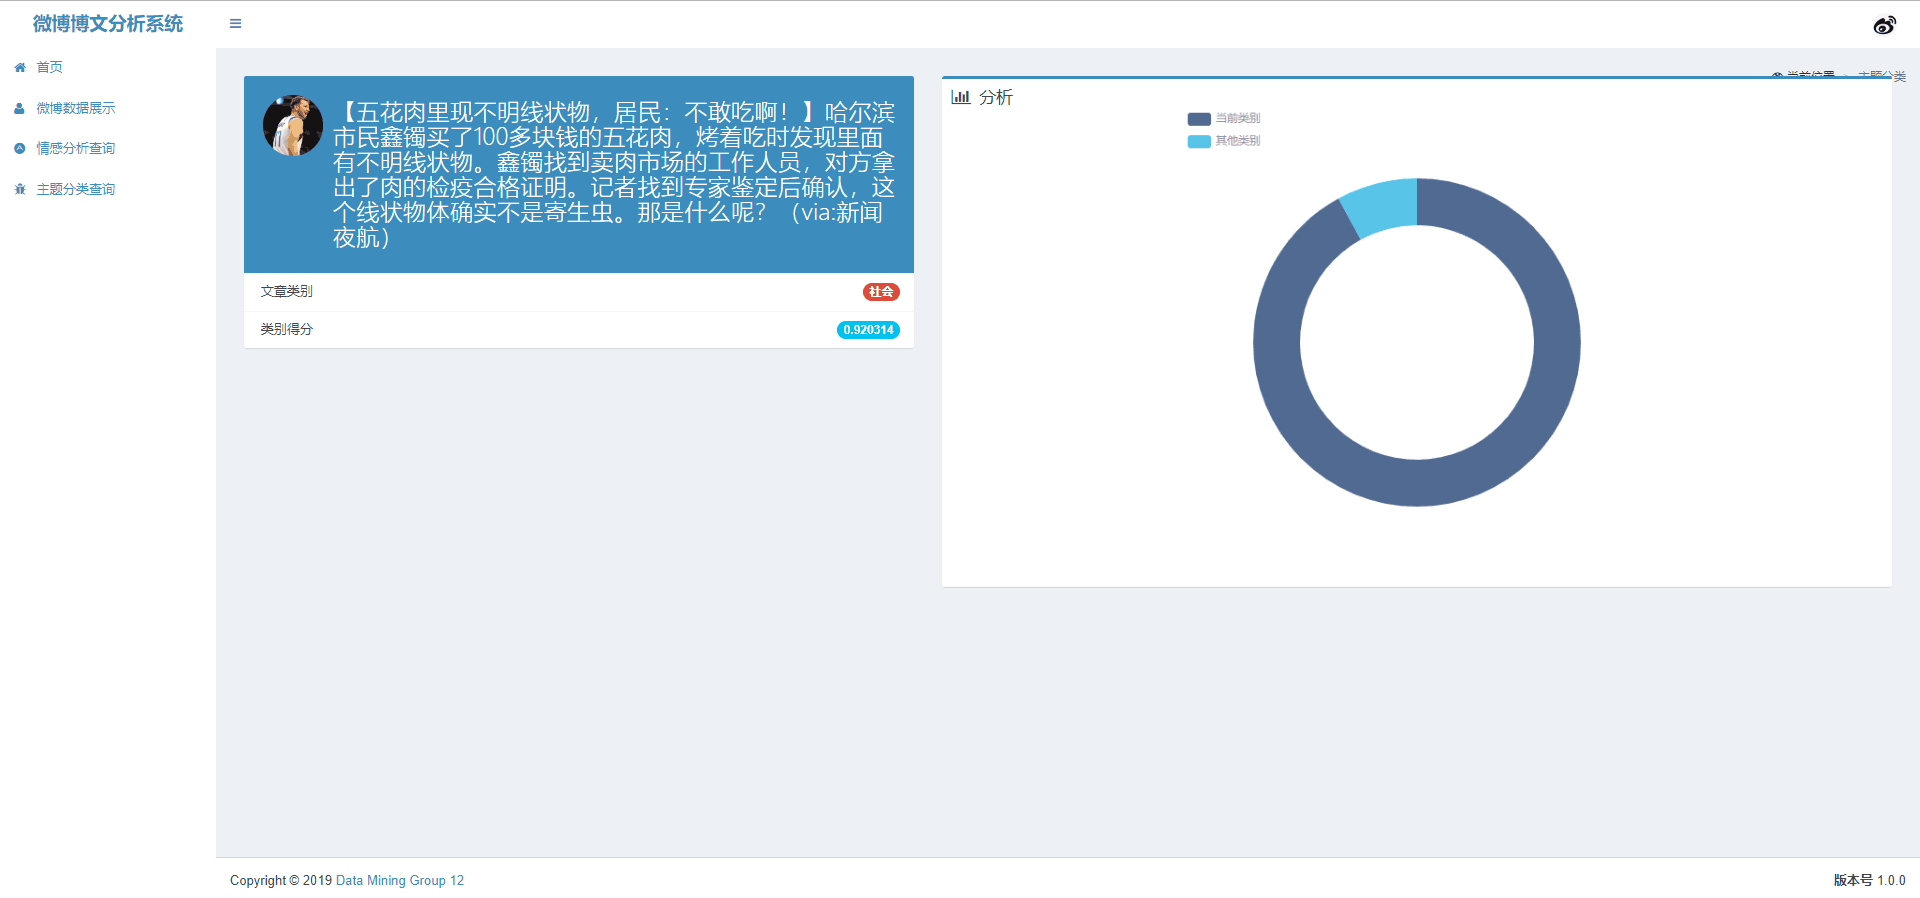 微博博文分析系统
首页
微博数据展示
情感分析查询
主题分类查询
当前位置 > 主题分类
【五花肉里现不明线状物，居民：不敢吃啊！】哈尔滨
市民鑫镯买了100多块钱的五花肉，烤着吃时发现里面
有不明线状物。鑫镯找到卖肉市场的工作人员，对方拿
出了肉的检疫合格证明。记者找到专家鉴定后确认，这
个线状物体确实不是寄生虫。那是什么呢？（via:新闻
夜航）
文章类别 社会
类别得分 0.920314
分析
当前类别
其他类别
Copyright © 2019 Data Mining Group 12
版本号 1.0.0